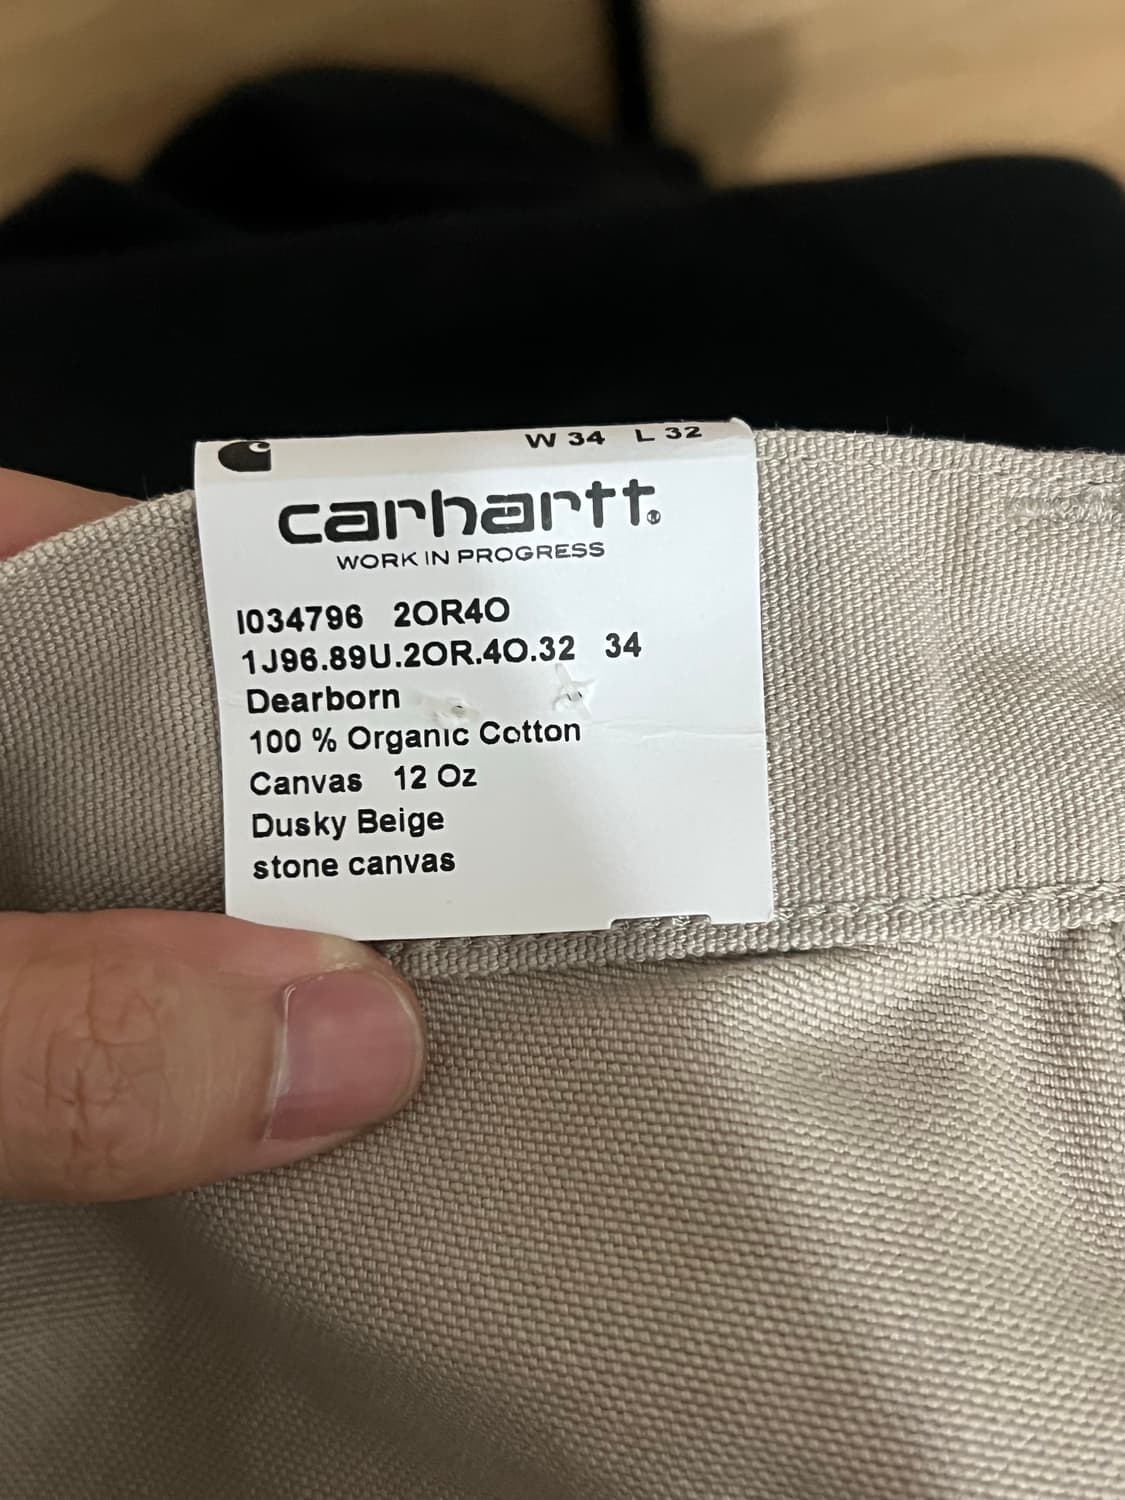 W 34 L 32
carhartt®
WORK IN PROGRESS
I034796 2OR4O
1J96.89U.2OR.4O.32 34
Dearborn
100 % Organic Cotton
Canvas 12 Oz
Dusky Beige
stone canvas